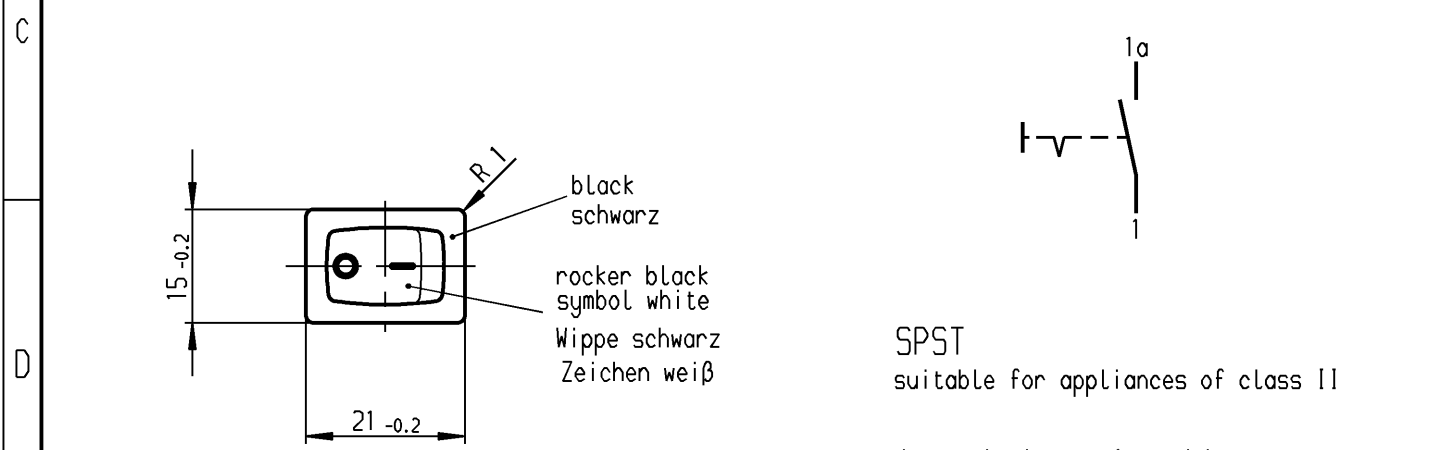 C
1a
R 1
black
schwarz
15 -0.2
1
rocker black
symbol white
Wippe schwarz
Zeichen weiß
SPST
D
suitable for appliances of class II
21 -0.2